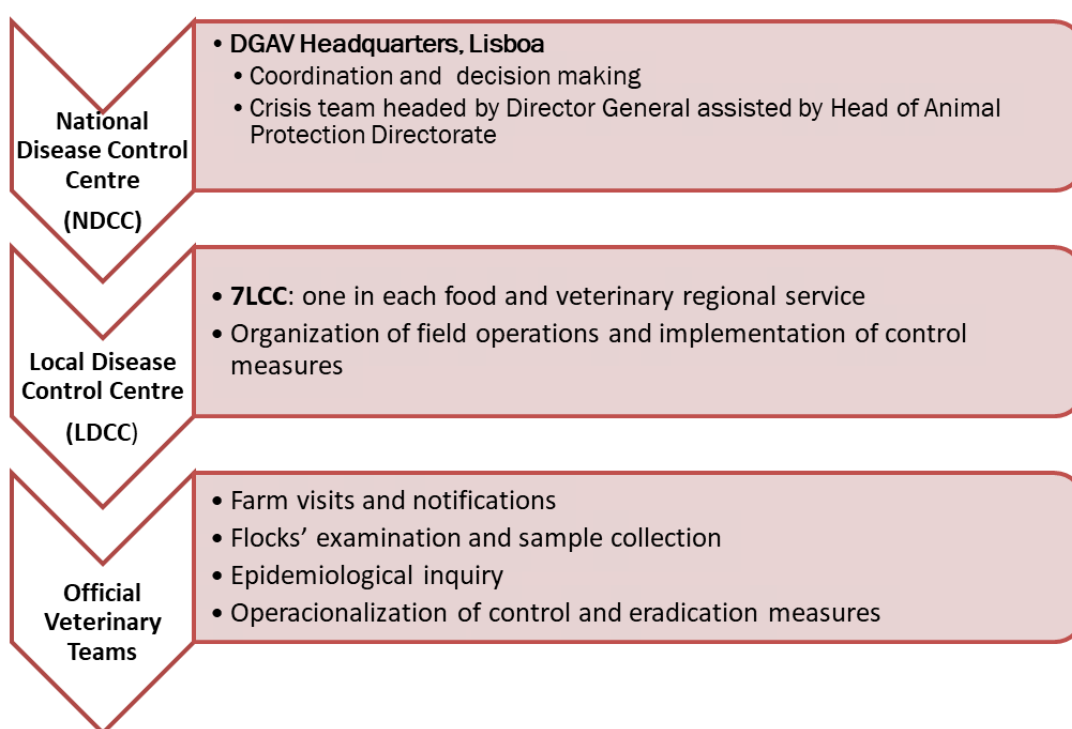 National
Disease Control
Centre
(NDCC)
• DGAV Headquarters, Lisboa
• Coordination and decision making
• Crisis team headed by Director General assisted by Head of Animal
Protection Directorate
Local Disease
Control Centre
(LDCC)
• 7LCC: one in each food and veterinary regional service
• Organization of field operations and implementation of control
measures
Official
Veterinary
Teams
• Farm visits and notifications
• Flocks’ examination and sample collection
• Epidemiological inquiry
• Operacionalization of control and eradication measures